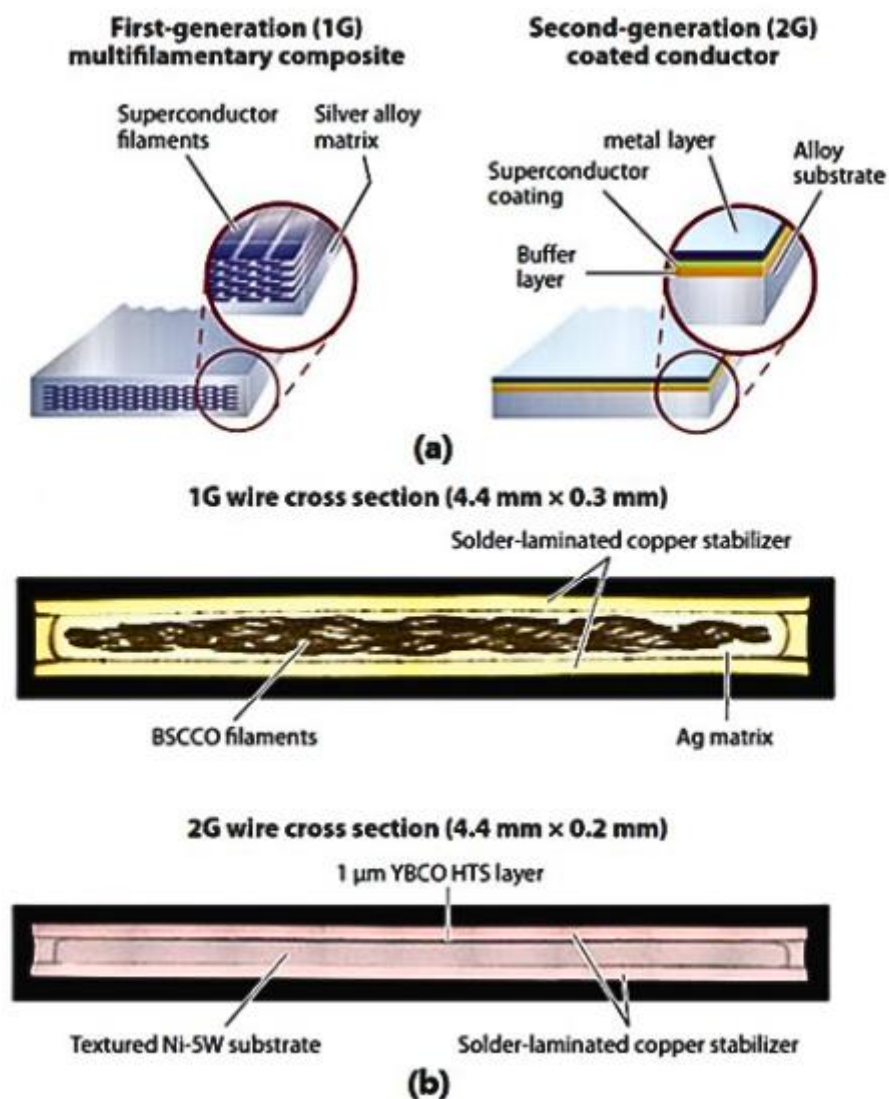 First-generation (1G)
multifilamentary composite
Second-generation (2G)
coated conductor
Superconductor
filaments
Silver alloy
matrix
metal layer
Alloy
substrate
Superconductor
coating
Buffer
layer
(a)
1G wire cross section (4.4 mm × 0.3 mm)
Solder-laminated copper stabilizer
BSCCO filaments
Ag matrix
2G wire cross section (4.4 mm × 0.2 mm)
1 μm YBCO HTS layer
Textured Ni-5W substrate
Solder-laminated copper stabilizer
(b)